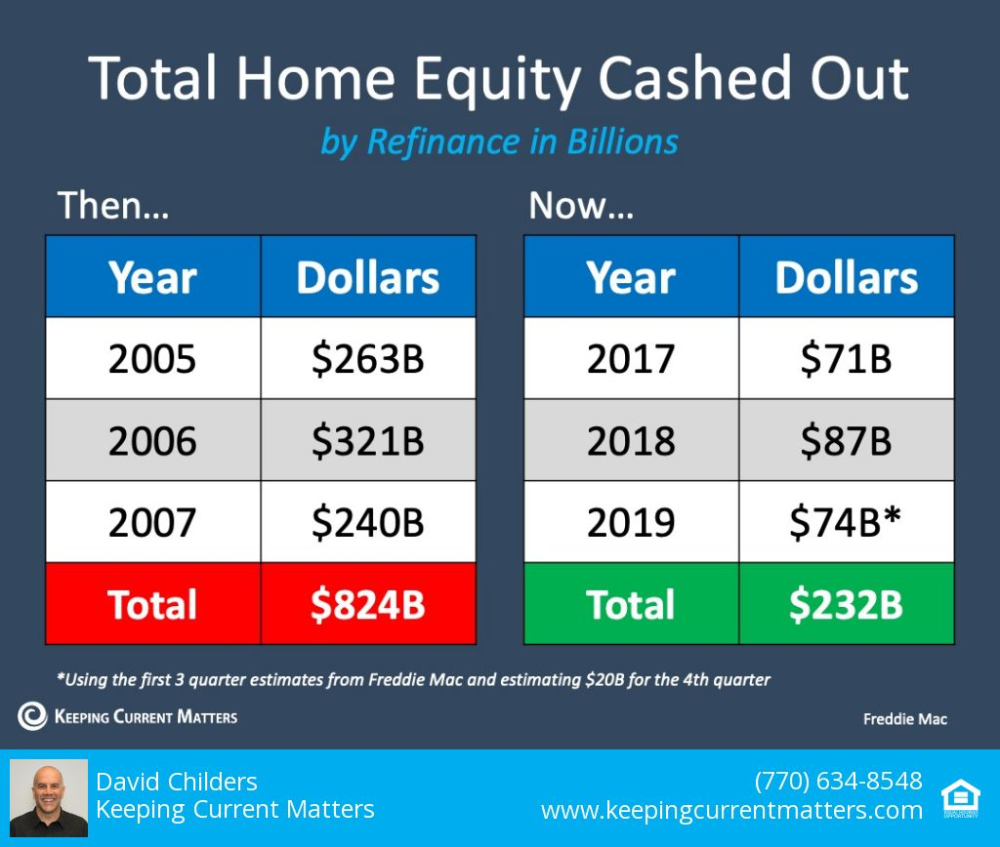 Total Home Equity Cashed Out
by Refinance in Billions
Then...
Year Dollars
2005 $263B
2006 $321B
2007 $240B
Total $824B
Now...
Year Dollars
2017 $71B
2018 $87B
2019 $74B*
Total $232B
*Using the first 3 quarter estimates from Freddie Mac and estimating $20B for the 4th quarter
Keeping Current Matters
Freddie Mac
David Childers
Keeping Current Matters
(770) 634-8548
www.keepingcurrentmatters.com
EQUAL HOUSING
OPPORTUNITY